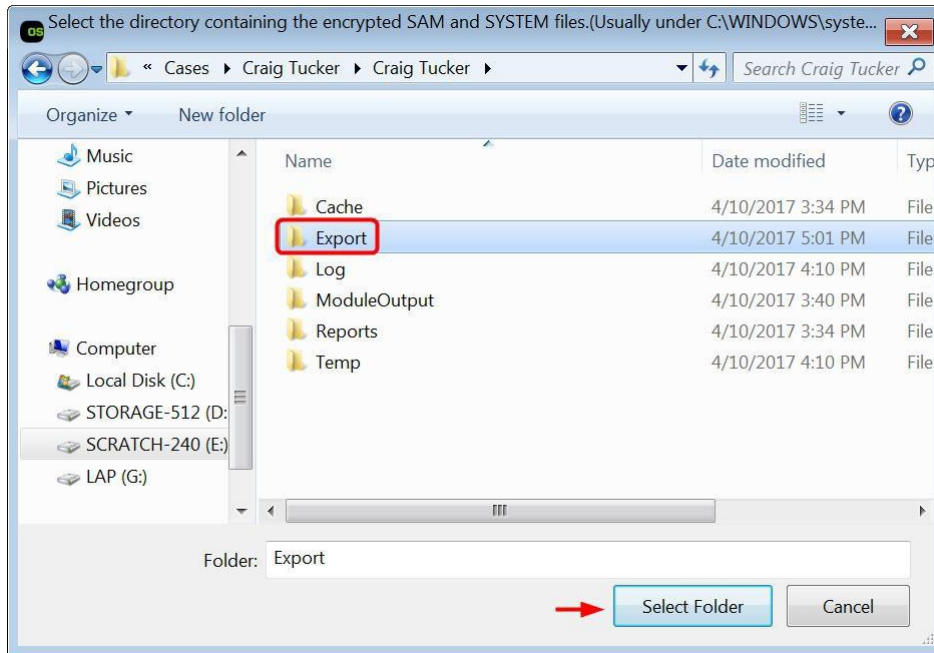 OS Select the directory containing the encrypted SAM and SYSTEM files.(Usually under C:\WINDOWS\syste...
« Cases ▸ Craig Tucker ▸ Craig Tucker ▸ Search Craig Tucker
Organize New folder
Name Date modified Typ
Music
Pictures
Videos
Homegroup
Computer
Local Disk (C:)
STORAGE-512 (D:
SCRATCH-240 (E:)
LAP (G:)
Cache 4/10/2017 3:34 PM File
Export 4/10/2017 5:01 PM File
Log 4/10/2017 4:10 PM File
ModuleOutput 4/10/2017 3:40 PM File
Reports 4/10/2017 3:34 PM File
Temp 4/10/2017 4:10 PM File
Folder: Export
Select Folder Cancel